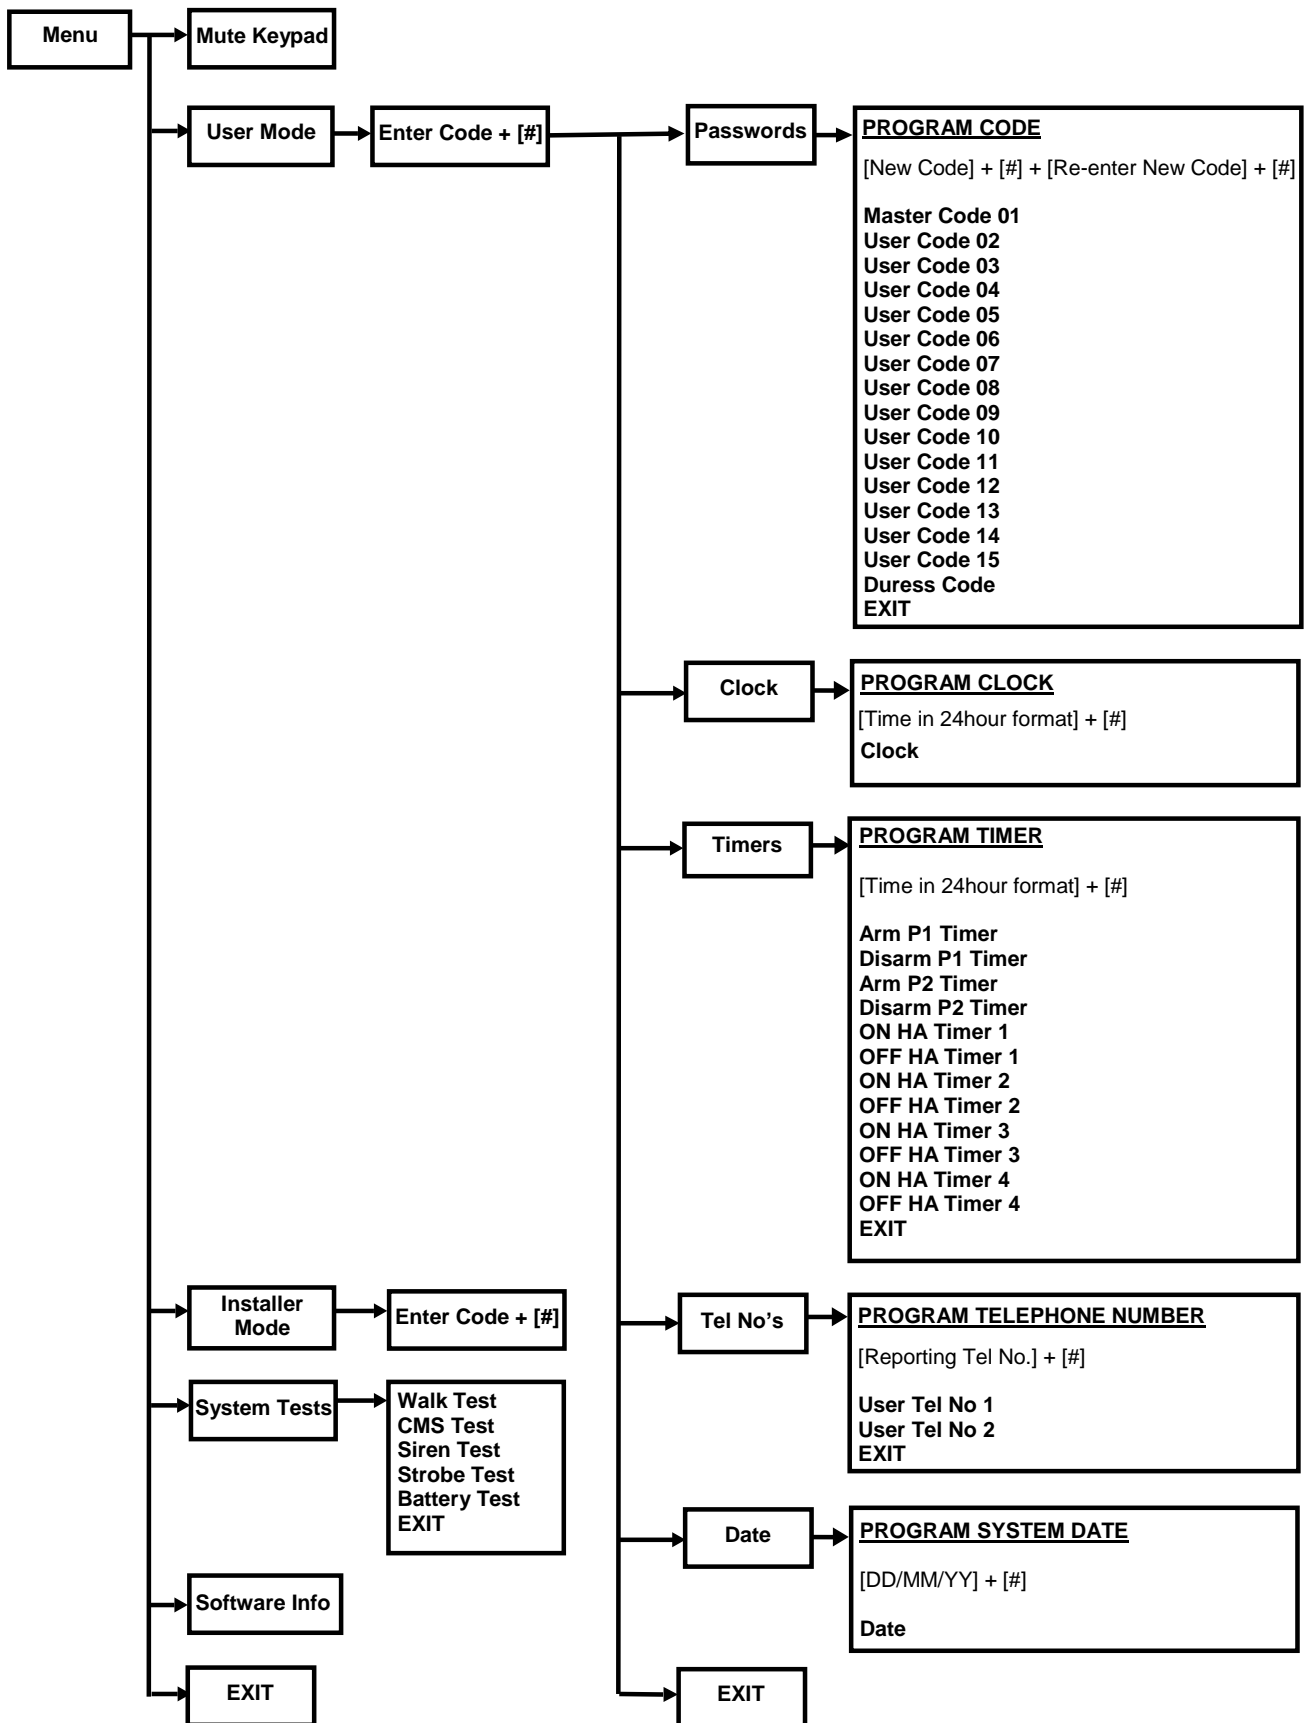 Menu
Mute Keypad
User Mode
Enter Code + [#]
Passwords
PROGRAM CODE
[New Code] + [#] + [Re-enter New Code] + [#]
Master Code 01
User Code 02
User Code 03
User Code 04
User Code 05
User Code 06
User Code 07
User Code 08
User Code 09
User Code 10
User Code 11
User Code 12
User Code 13
User Code 14
User Code 15
Duress Code
EXIT
Clock
PROGRAM CLOCK
[Time in 24hour format] + [#]
Clock
Timers
PROGRAM TIMER
[Time in 24hour format] + [#]
Arm P1 Timer
Disarm P1 Timer
Arm P2 Timer
Disarm P2 Timer
ON HA Timer 1
OFF HA Timer 1
ON HA Timer 2
OFF HA Timer 2
ON HA Timer 3
OFF HA Timer 3
ON HA Timer 4
OFF HA Timer 4
EXIT
Installer
Mode
Enter Code + [#]
Tel No's
PROGRAM TELEPHONE NUMBER
[Reporting Tel No.] + [#]
User Tel No 1
User Tel No 2
EXIT
System Tests
Walk Test
CMS Test
Siren Test
Strobe Test
Battery Test
EXIT
Date
PROGRAM SYSTEM DATE
[DD/MM/YY] + [#]
Date
Software Info
EXIT
EXIT